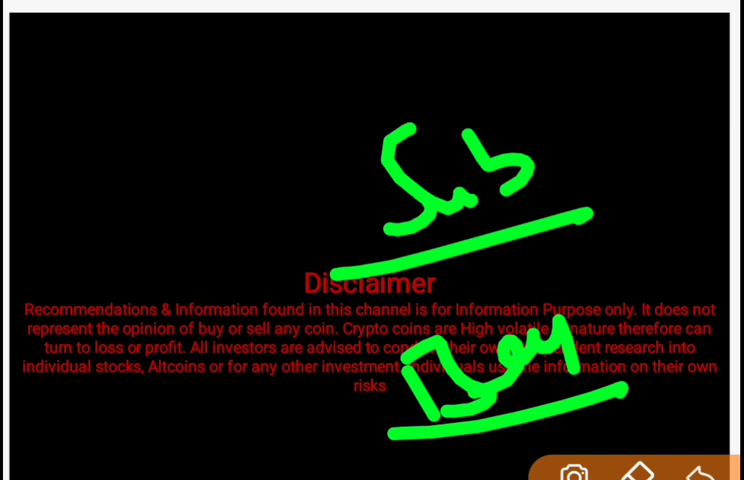 Sub
Disclaimer
Recommendations & Information found in this channel is for Information Purpose only. It does not
represent the opinion of buy or sell any coin. Crypto coins are High volatile nature therefore can
turn to loss or profit. All investors are advised to their research into
individual stocks, Altcoins or for any other investment information on their own
risks